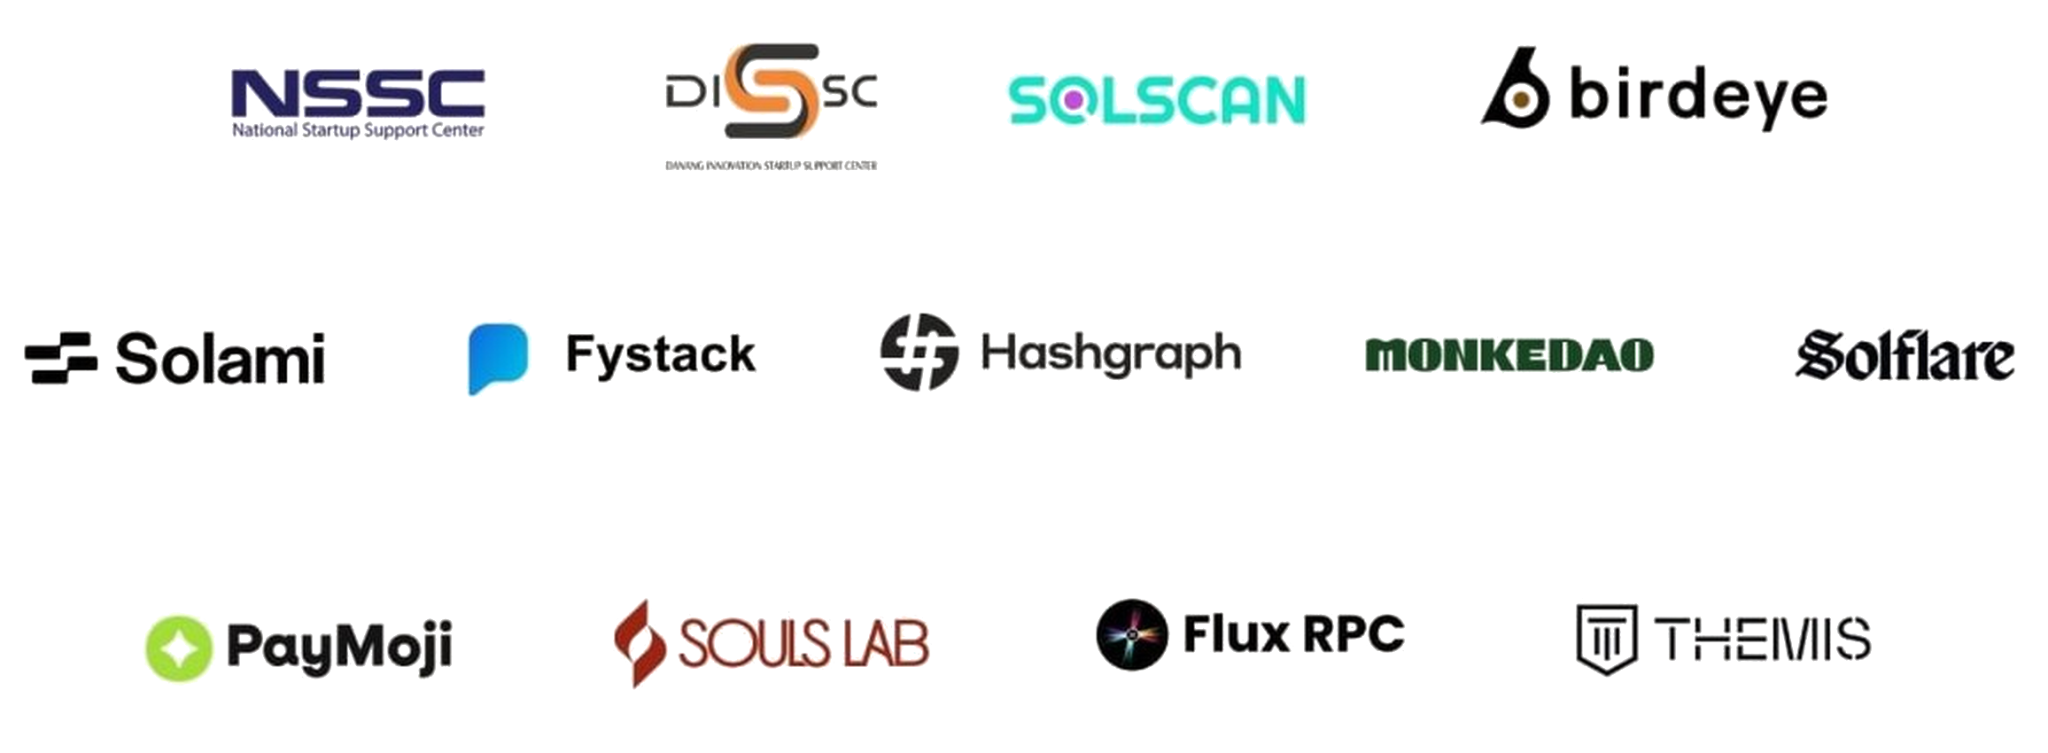 NSSC
National Startup Support Center
DISSC
DANANG INNOVATION STARTUP SUPPORT CENTER
SOLSCAN
birdeye
Solami
Fystack
Hashgraph
MONKEDAO
Solflare
PayMoji
SOULS LAB
Flux RPC
THEMIS